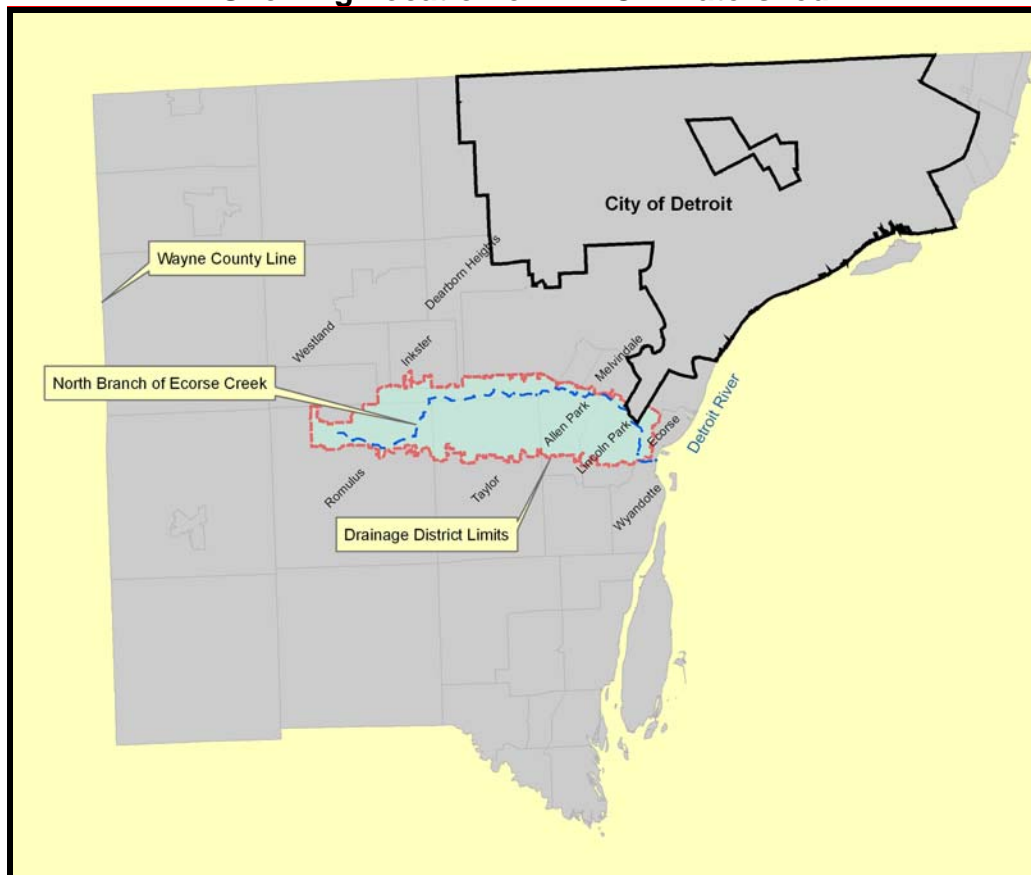 City of Detroit
Wayne County Line
Dearborn Heights
Westland
Inkster
Melvindale
North Branch of Ecorse Creek
Detroit River
Allen Park
Lincoln Park
Ecorse
Romulus
Taylor
Wyandotte
Drainage District Limits